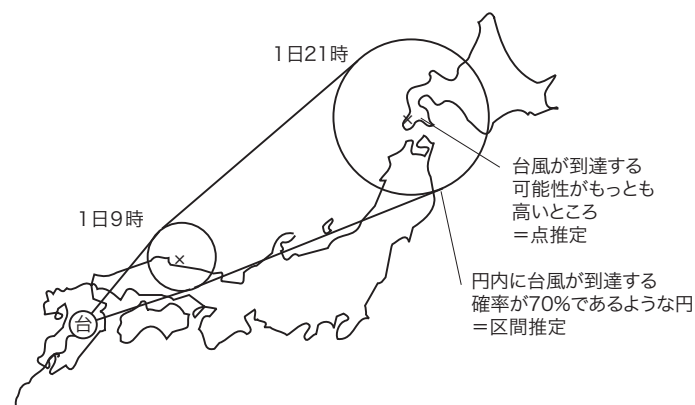 1日21時
台風が到達する
可能性がもっとも
高いところ
＝点推定
1日9時
円内に台風が到達する
確率が70％であるような円
＝区間推定
台